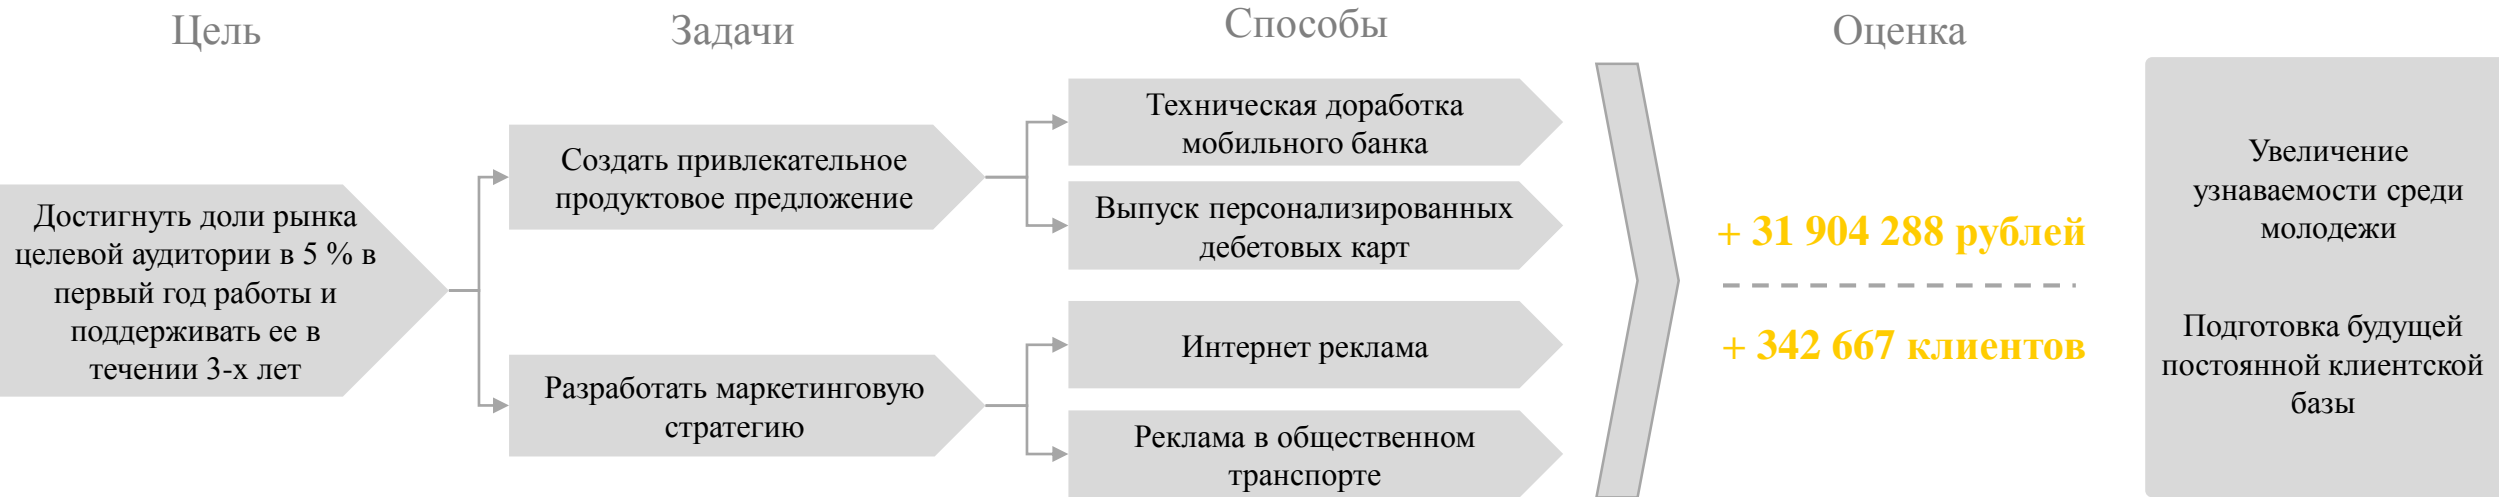 Цель
Задачи
Способы
Оценка
Достигнуть доли рынка
целевой аудитории в 5 % в
первый год работы и
поддерживать ее в
течении 3-х лет
Создать привлекательное
продуктовое предложение
Разработать маркетинговую
стратегию
Техническая доработка
мобильного банка
Выпуск персонализированных
дебетовых карт
Интернет реклама
Реклама в общественном
транспорте
+ 31 904 288 рублей
+ 342 667 клиентов
Увеличение
узнаваемости среди
молодежи
Подготовка будущей
постоянной клиентской
базы